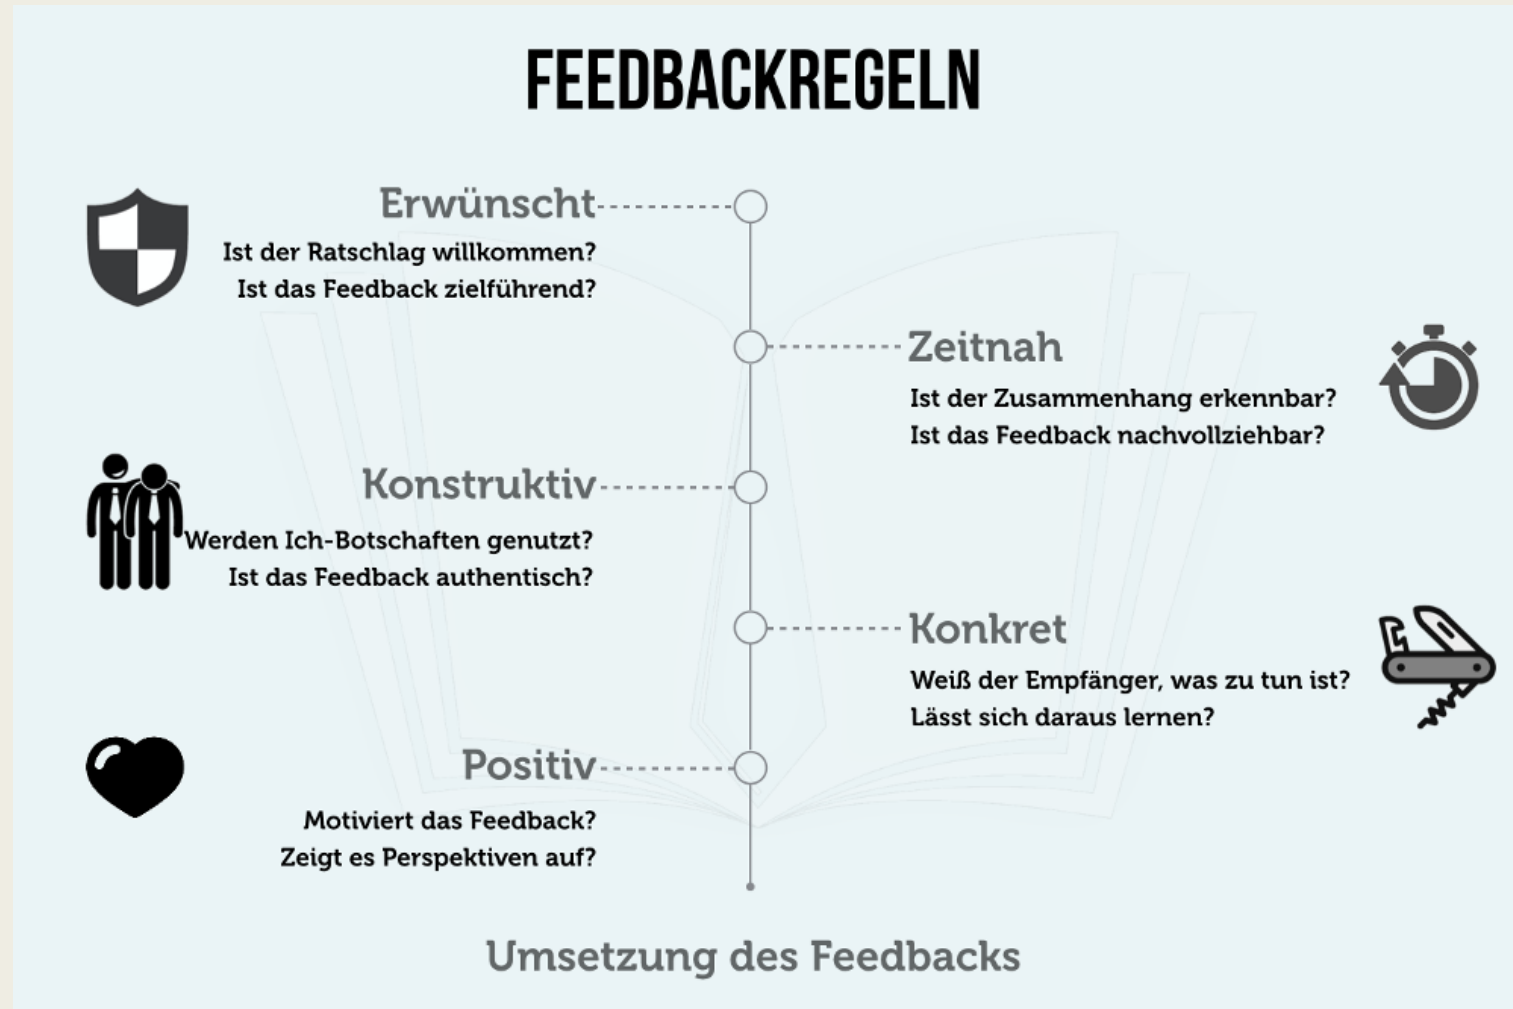 FEEDBACKREGELN
Erwünscht
Ist der Ratschlag willkommen?
Ist das Feedback zielführend?
Zeitnah
Ist der Zusammenhang erkennbar?
Ist das Feedback nachvollziehbar?
Konstruktiv
Werden Ich-Botschaften genutzt?
Ist das Feedback authentisch?
Konkret
Weiß der Empfänger, was zu tun ist?
Lässt sich daraus lernen?
Positiv
Motiviert das Feedback?
Zeigt es Perspektiven auf?
Umsetzung des Feedbacks